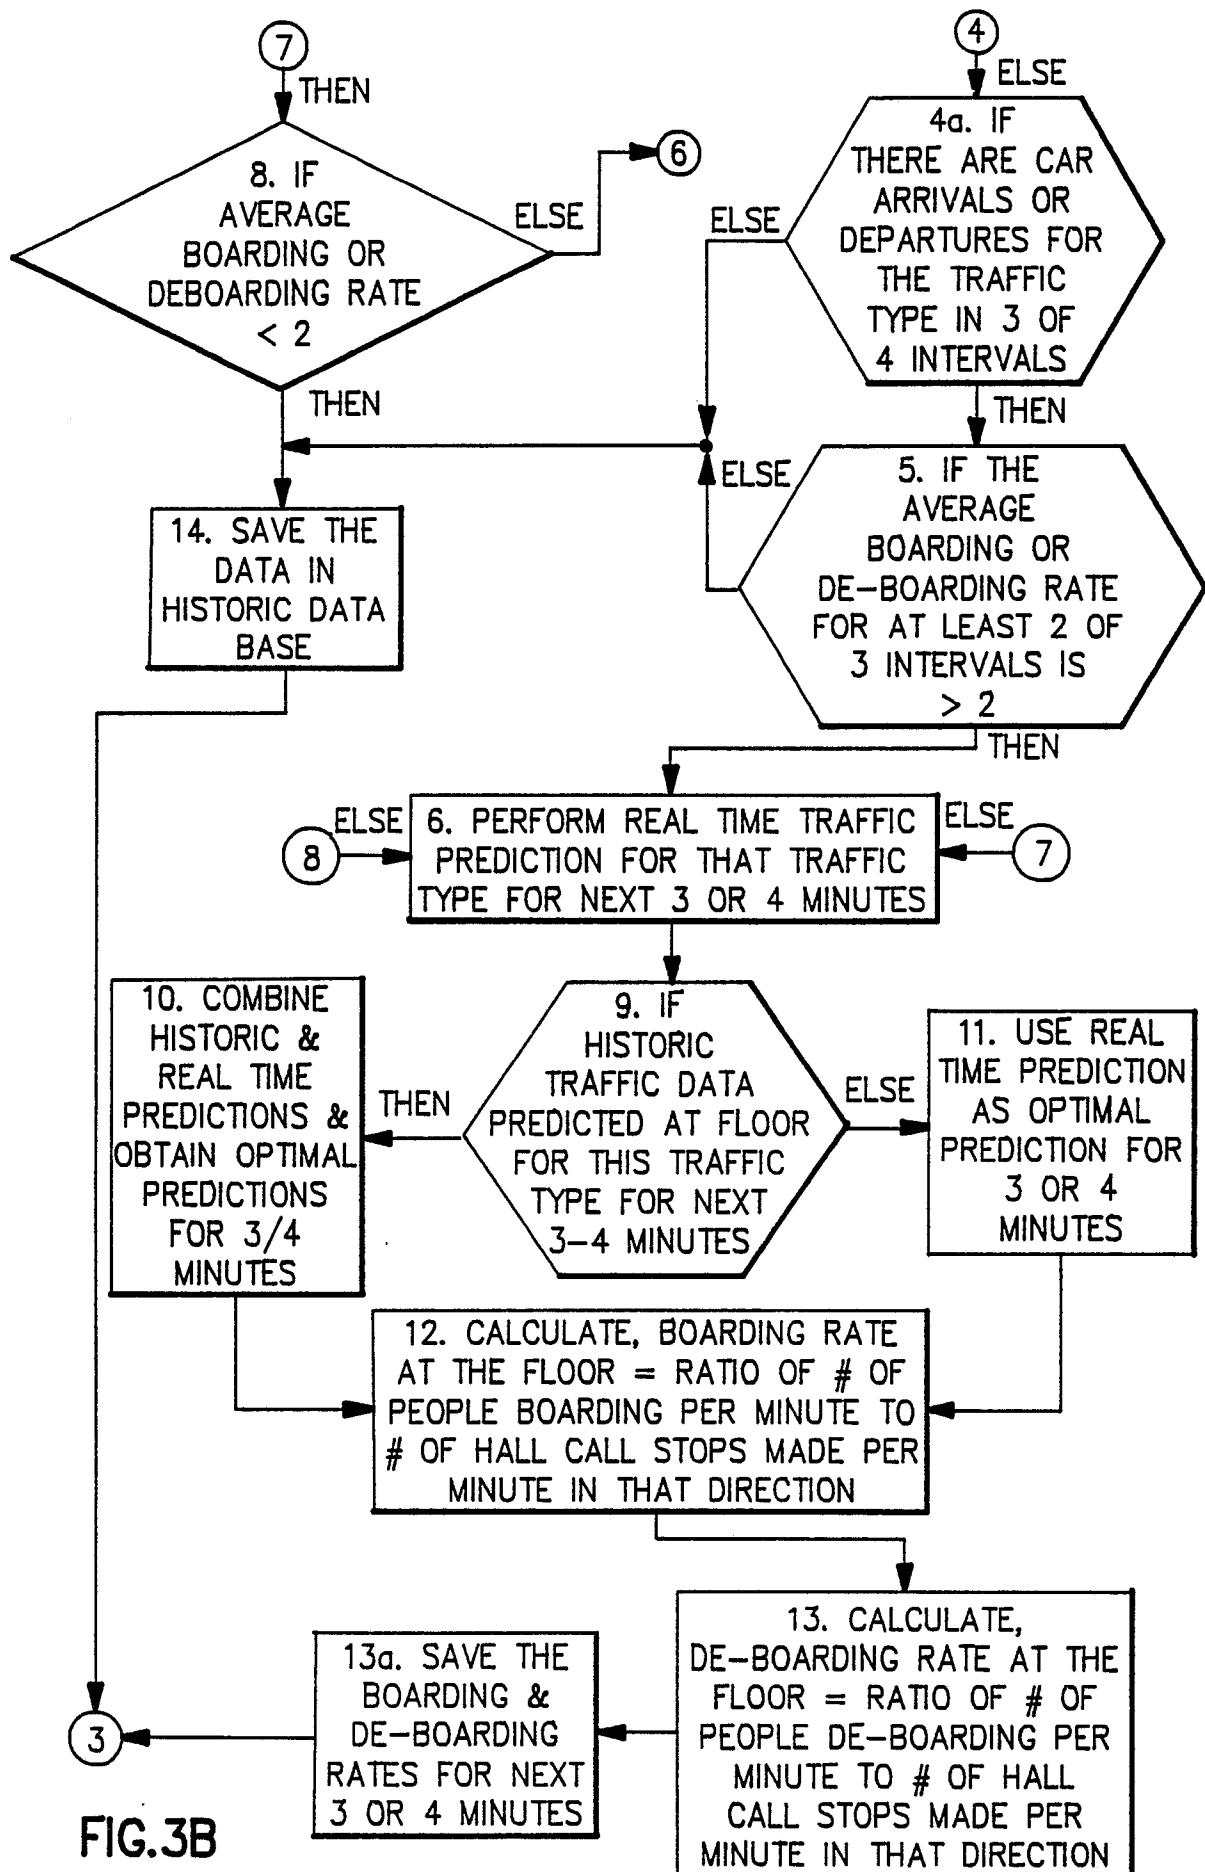 7
THEN
8. IF
AVERAGE
BOARDING OR
DEBOARDING RATE
< 2
ELSE
6
THEN
4
ELSE
4a. IF
THERE ARE CAR
ARRIVALS OR
DEPARTURES FOR
THE TRAFFIC
TYPE IN 3 OF
4 INTERVALS
ELSE
THEN
5. IF THE
AVERAGE
BOARDING OR
DE-BOARDING RATE
FOR AT LEAST 2 OF
3 INTERVALS IS
> 2
ELSE
THEN
14. SAVE THE
DATA IN
HISTORIC DATA
BASE
8
ELSE
6. PERFORM REAL TIME TRAFFIC
PREDICTION FOR THAT TRAFFIC
TYPE FOR NEXT 3 OR 4 MINUTES
ELSE
7
9. IF
HISTORIC
TRAFFIC DATA
PREDICTED AT FLOOR
FOR THIS TRAFFIC
TYPE FOR NEXT
3-4 MINUTES
THEN
ELSE
10. COMBINE
HISTORIC &
REAL TIME
PREDICTIONS &
OBTAIN OPTIMAL
PREDICTIONS
FOR 3/4
MINUTES
11. USE REAL
TIME PREDICTION
AS OPTIMAL
PREDICTION FOR
3 OR 4
MINUTES
12. CALCULATE, BOARDING RATE
AT THE FLOOR = RATIO OF # OF
PEOPLE BOARDING PER MINUTE TO
# OF HALL CALL STOPS MADE PER
MINUTE IN THAT DIRECTION
13. CALCULATE,
DE-BOARDING RATE AT THE
FLOOR = RATIO OF # OF
PEOPLE DE-BOARDING PER
MINUTE TO # OF HALL
CALL STOPS MADE PER
MINUTE IN THAT DIRECTION
13a. SAVE THE
BOARDING &
DE-BOARDING
RATES FOR NEXT
3 OR 4 MINUTES
3
FIG.3B